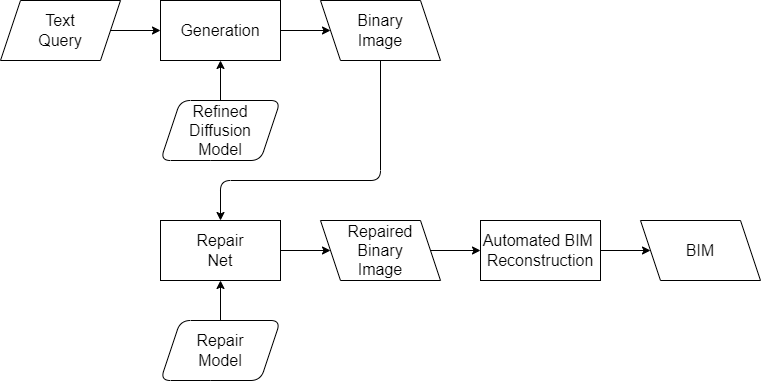 Text
Query
Generation
Binary
Image
Refined
Diffusion
Model
Repair
Net
Repaired
Binary
Image
Automated BIM
Reconstruction
BIM
Repair
Model